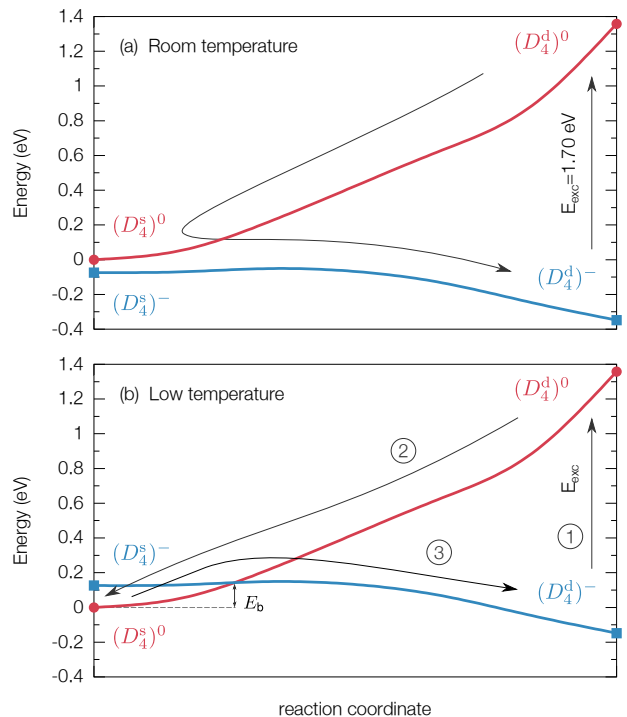 1.4
(a) Room temperature
(D₄ᵈ)⁰
1.2
1
0.8
Energy (eV)
E_exc=1.70 eV
0.6
0.4
(D₄ˢ)⁰
0.2
0
(D₄ˢ)⁻
(D₄ᵈ)⁻
-0.2
-0.4
1.4
(b) Low temperature
(D₄ᵈ)⁰
1.2
1
2
0.8
Energy (eV)
E_exc
0.6
0.4
(D₄ˢ)⁻
3
1
0.2
(D₄ᵈ)⁻
0
E_b
(D₄ˢ)⁰
-0.2
-0.4
reaction coordinate